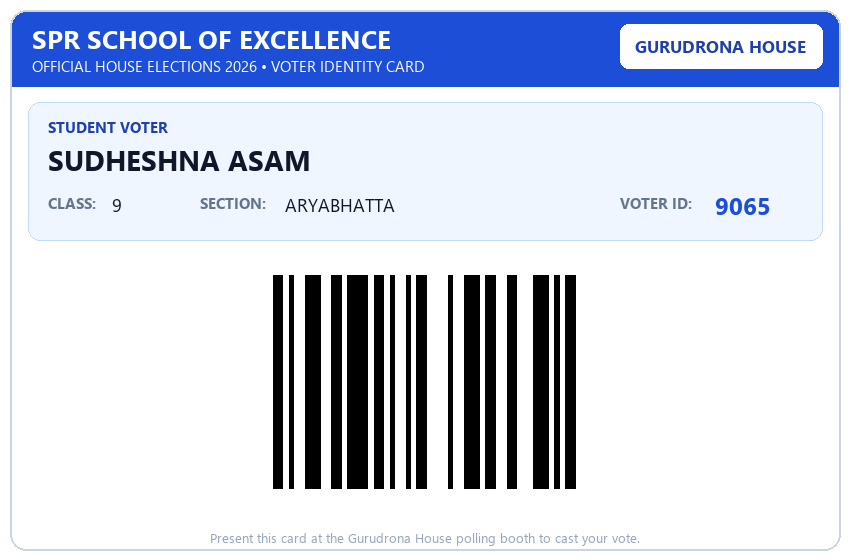 SPR SCHOOL OF EXCELLENCE
OFFICIAL HOUSE ELECTIONS 2026 • VOTER IDENTITY CARD
GURUDRONA HOUSE
STUDENT VOTER
SUDHESHNA ASAM
CLASS: 9 SECTION: ARYABHATTA VOTER ID: 9065
Present this card at the Gurudrona House polling booth to cast your vote.